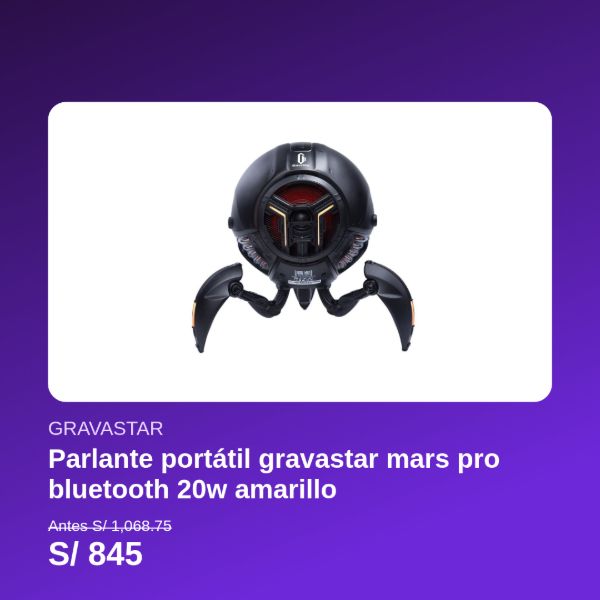 GRAVASTAR
Parlante portátil gravastar mars pro
bluetooth 20w amarillo
Antes S/ 1,068.75
S/ 845